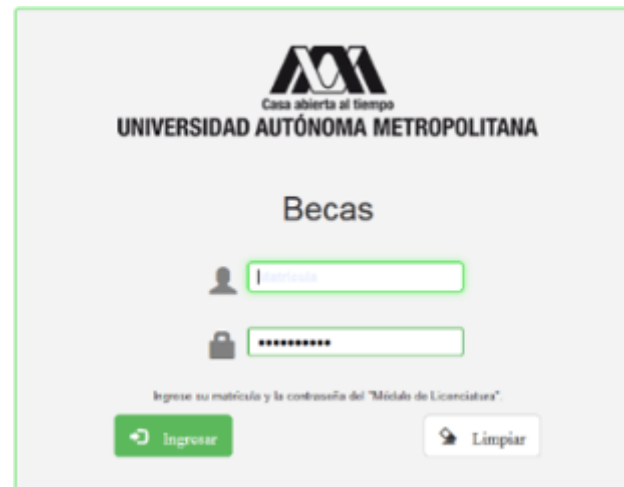 Casa abierta al tiempo
UNIVERSIDAD AUTÓNOMA METROPOLITANA
Becas
Matrícula
••••••••••
Ingrese su matrícula y la contraseña del "Módulo de Licenciatura".
Ingresar
Limpiar